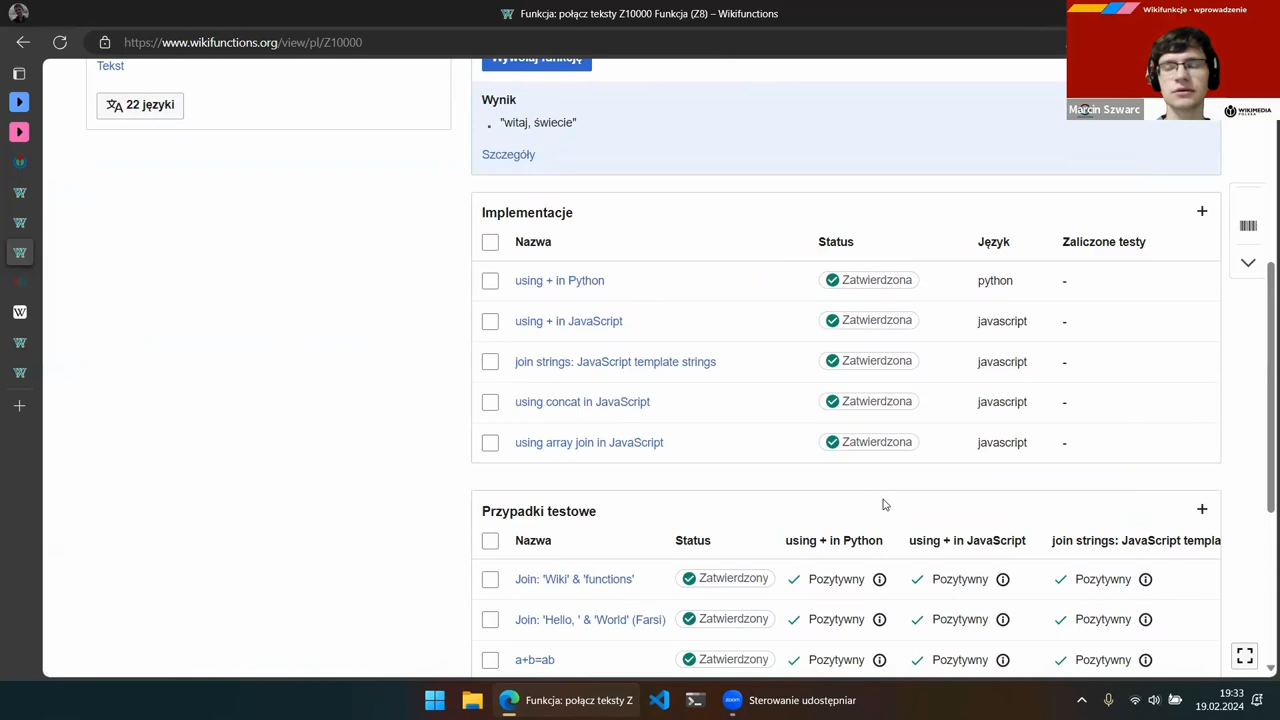 Funkcja: połącz teksty Z10000 Funkcja (Z8) – Wikifunctions
https://www.wikifunctions.org/view/pl/Z10000
Wikifunkcje - wprowadzenie
Marcin Szwarc
WIKIMEDIA
POLSKA
Tekst
22 języki
Wywołaj funkcję
Wynik
"witaj, świecie"
Szczegóły
Implementacje +
Nazwa Status Język Zaliczone testy
using + in Python Zatwierdzona python -
using + in JavaScript Zatwierdzona javascript -
join strings: JavaScript template strings Zatwierdzona javascript -
using concat in JavaScript Zatwierdzona javascript -
using array join in JavaScript Zatwierdzona javascript -
Przypadki testowe +
Nazwa Status using + in Python using + in JavaScript join strings: JavaScript templa
Join: 'Wiki' & 'functions' Zatwierdzony Pozytywny Pozytywny Pozytywny
Join: 'Hello, ' & 'World' (Farsi) Zatwierdzony Pozytywny Pozytywny Pozytywny
a+b=ab Zatwierdzony Pozytywny Pozytywny Pozytywny
Funkcja: połącz teksty Z
zoom
Sterowanie udostępniar
19:33
19.02.2024